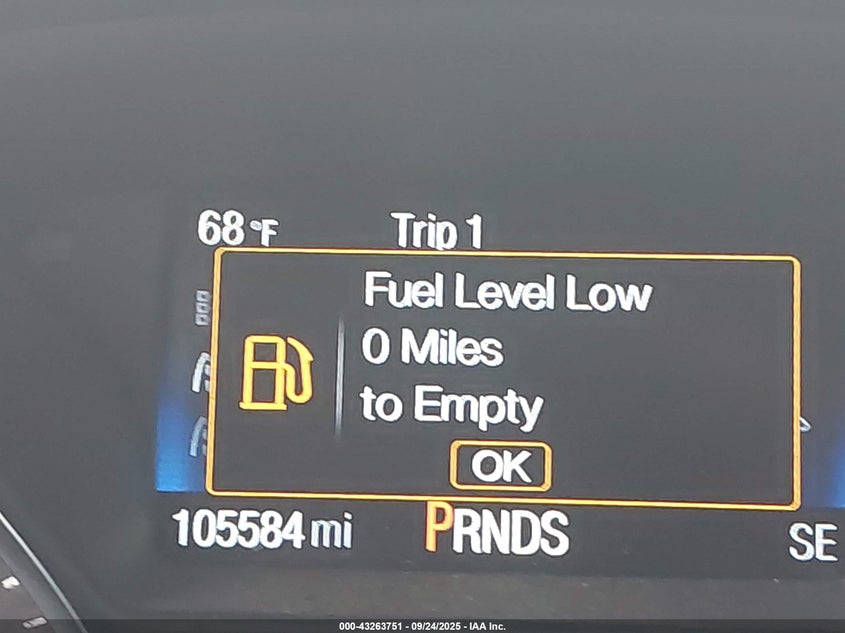 68°F Trip 1
Fuel Level Low
0 Miles
to Empty
OK
105584 mi PRNDS SE
000-43263751 - 09/24/2025 - IAA Inc.